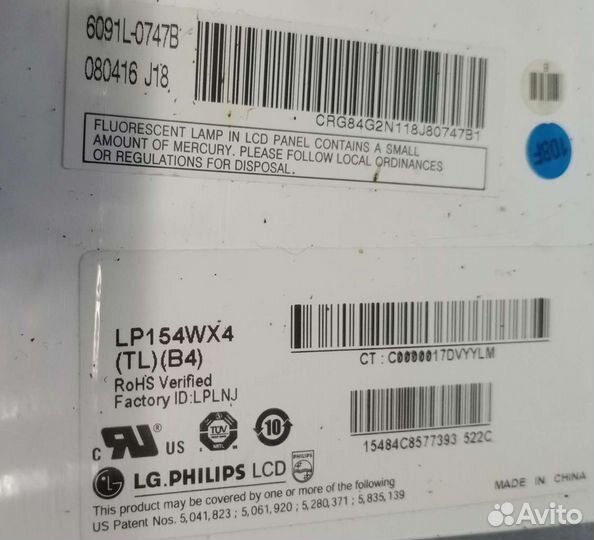 6091L-0747B
080416 J18
CRG84G2N118J80747B1
FLUORESCENT LAMP IN LCD PANEL CONTAINS A SMALL
AMOUNT OF MERCURY. PLEASE FOLLOW LOCAL ORDINANCES
OR REGULATIONS FOR DISPOSAL.
108F
LP154WX4
(TL)(B4)
RoHS Verified
Factory ID:LPLNJ
CT : C0000017DVYYLM
c UR US
TÜV
10
15484C8577393 522C
LG.PHILIPS LCD
PHILIPS
MADE IN CHINA
This product may be covered by one or more of the following
US Patent Nos. 5,041,823 ; 5,061,920 ; 5,280,371 ; 5,835,139
Avito